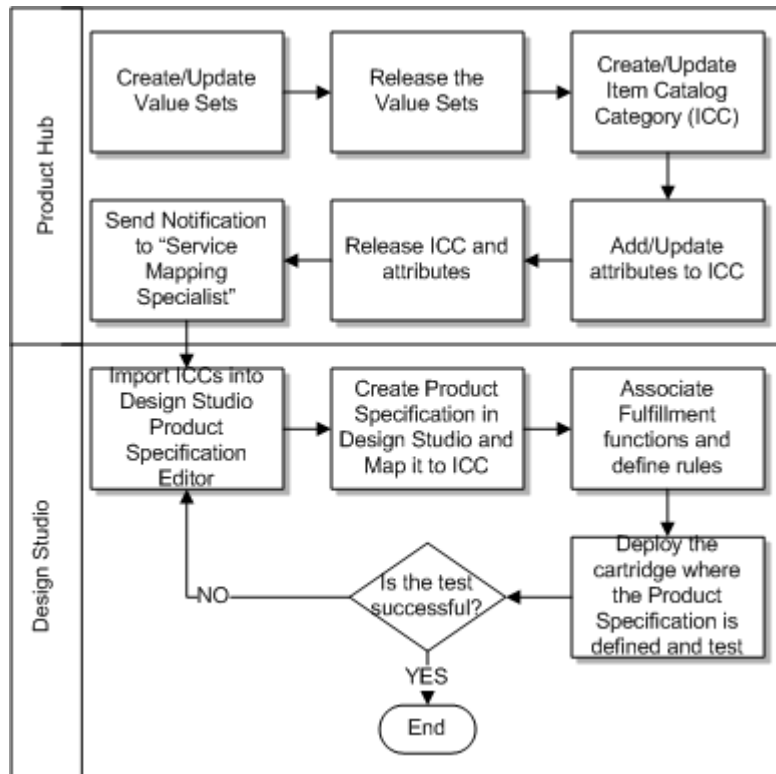 Product Hub
Create/Update
Value Sets
Release the
Value Sets
Create/Update
Item Catalog
Category (ICC)
Send Notification
to “Service
Mapping
Specialist”
Release ICC and
attributes
Add/Update
attributes to ICC
Design Studio
Import ICCs into
Design Studio
Product
Specification
Editor
Create Product
Specification in
Design Studio and
Map it to ICC
Associate
Fulfillment
functions and
define rules
Deploy the
cartridge where
the Product
Specification is
defined and test
Is the test
successful?
NO
YES
End